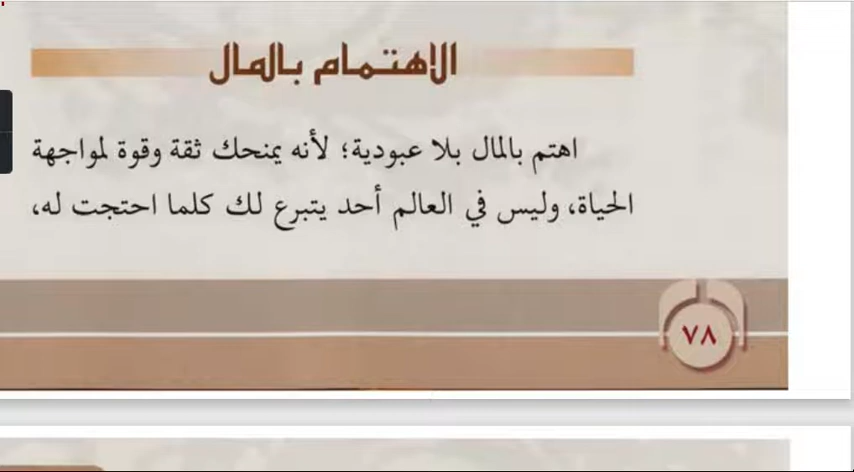 الاهتمام بالمال
اهتم بالمال بلا عبودية؛ لأنه يمنحك ثقة وقوة لمواجهة
الحياة، وليس في العالم أحد يتبرع لك كلما احتجت له،
٧٨